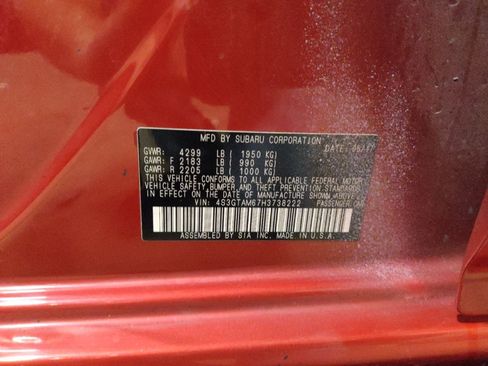 MFD BY SUBARU CORPORATION
DATE:
GVWR: 4299 LB ( 1950 KG)
GAWR: F 2183 LB ( 990 KG)
GAWR: R 2205 LB ( 1000 KG)
THIS VEHICLE CONFORMS TO ALL APPLICABLE FEDERAL MOTOR
VEHICLE SAFETY, BUMPER, AND THEFT PREVENTION STANDARDS
IN EFFECT ON THE DATE OF MANUFACTURE SHOWN ABOVE.
VIN: 4S3GTAM67H3738222 PASSENGER CAR
ASSEMBLED BY SIA INC. MADE IN U.S.A.